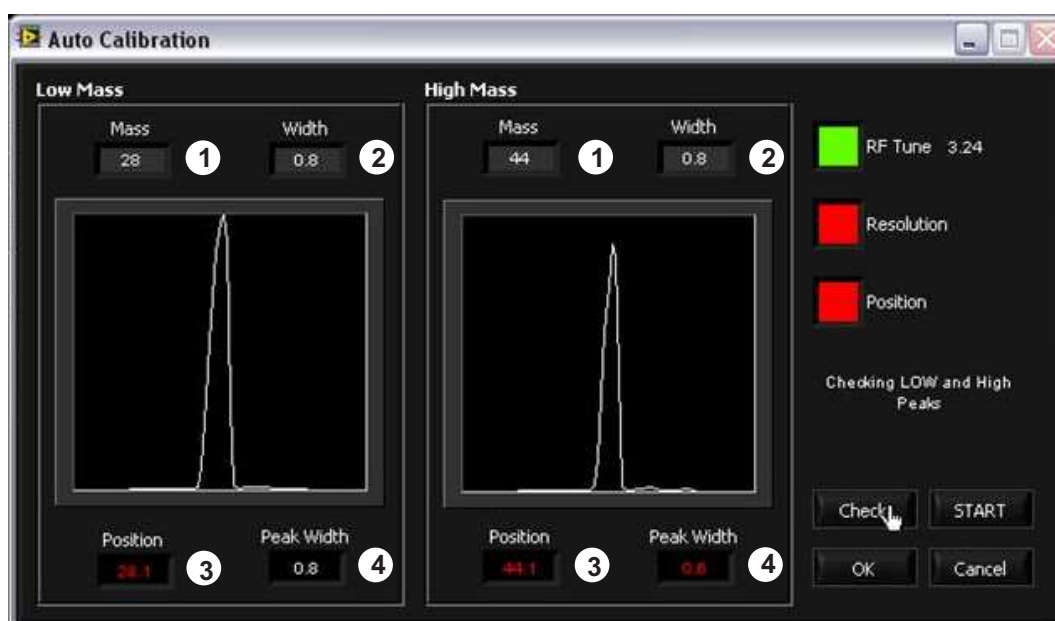 Auto Calibration
Low Mass
Mass Width
28 1 0.8 2
Position Peak Width
28.1 3 0.8 4
High Mass
Mass Width
44 1 0.8 2
Position Peak Width
44.1 3 0.6 4
RF Tune 3.24
Resolution
Position
Checking LOW and High
Peaks
Check START
OK Cancel